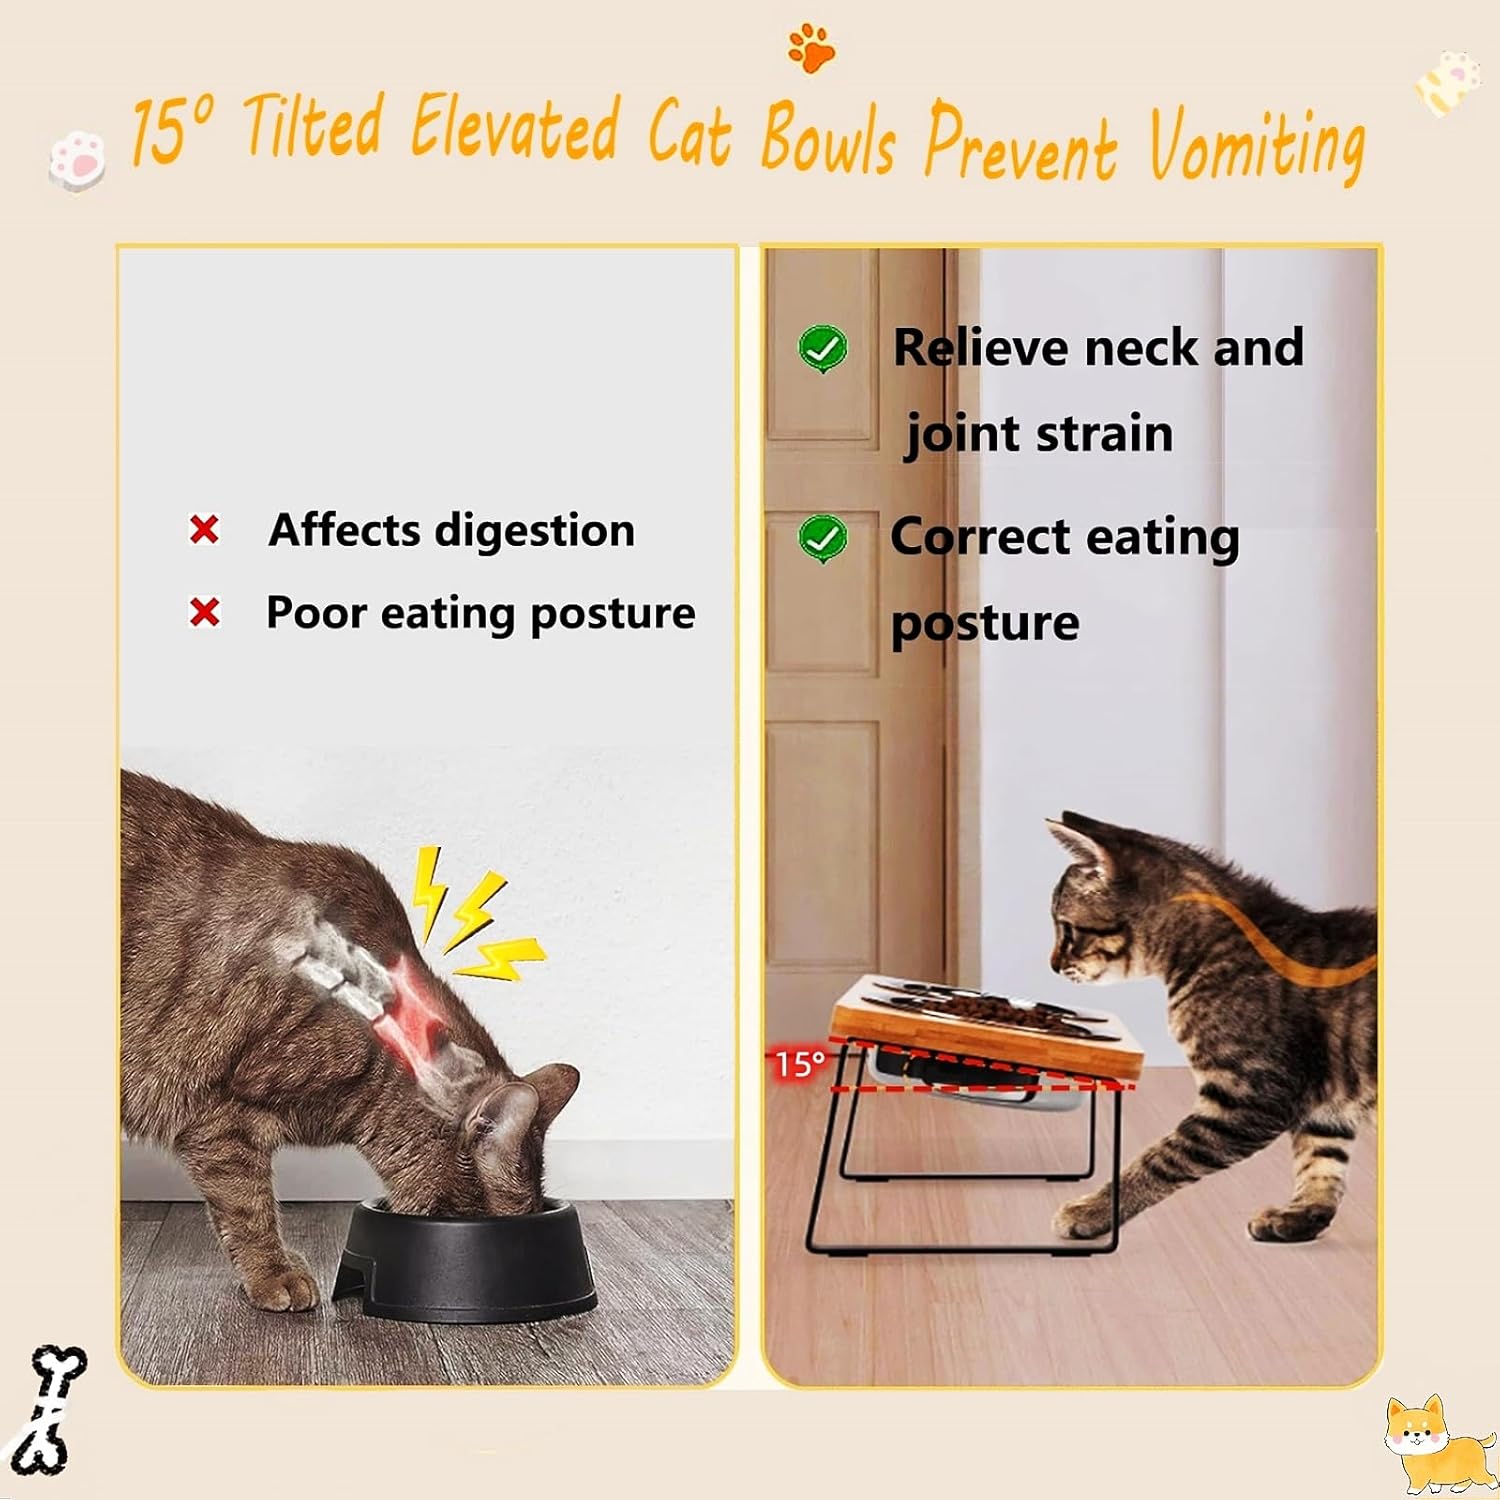 15° Tilted Elevated Cat Bowls Prevent Vomiting
Affects digestion
Poor eating posture
Relieve neck and
joint strain
Correct eating
posture
15°